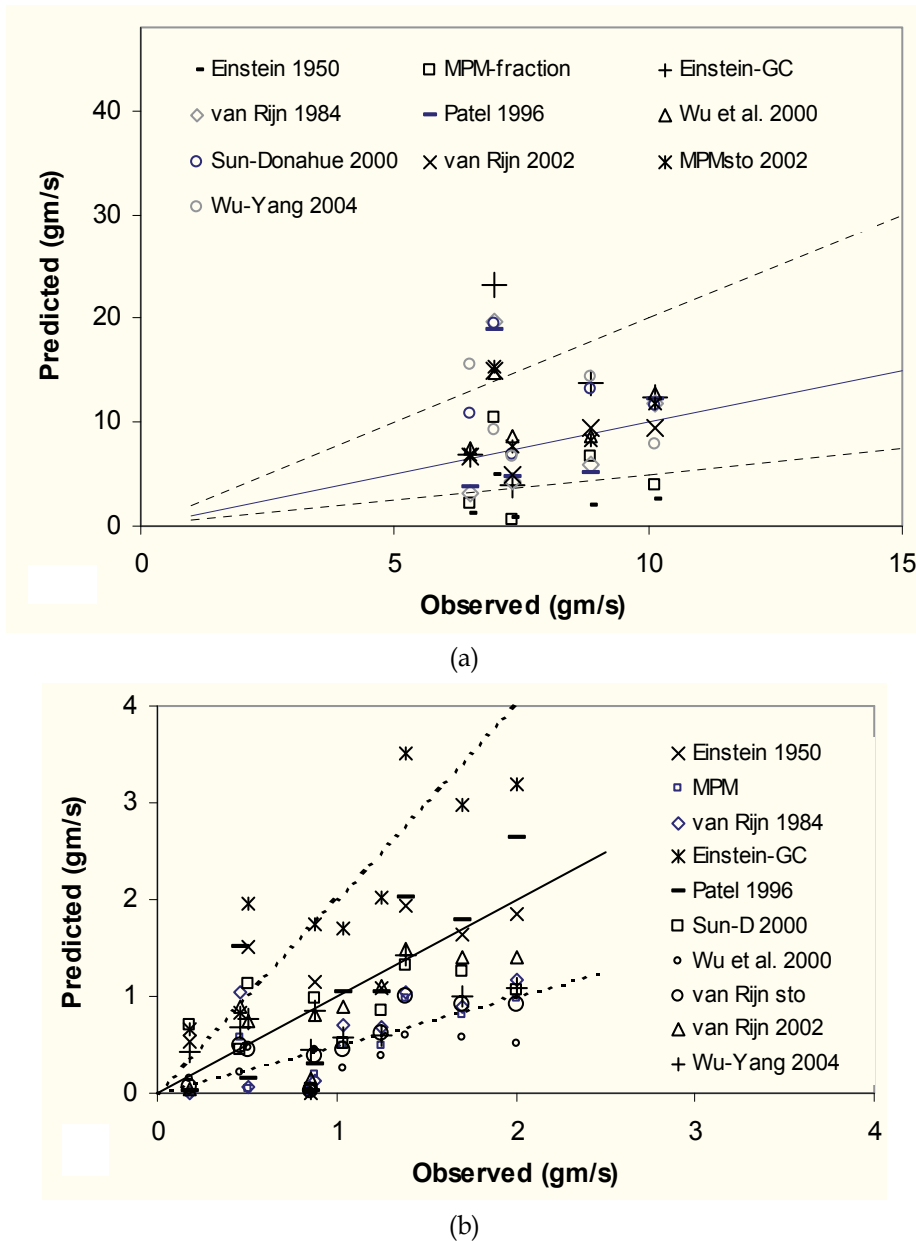 40
30
20
10
0
Predicted (gm/s)
Einstein 1950 MPM-fraction Einstein-GC
van Rijn 1984 Patel 1996 Wu et al. 2000
Sun-Donahue 2000 van Rijn 2002 MPMsto 2002
Wu-Yang 2004
0 5 10 15
Observed (gm/s)
(a)
4
3
2
1
0
Predicted (gm/s)
Einstein 1950
MPM
van Rijn 1984
Einstein-GC
Patel 1996
Sun-D 2000
Wu et al. 2000
van Rijn sto
van Rijn 2002
Wu-Yang 2004
0 1 2 3 4
Observed (gm/s)
(b)